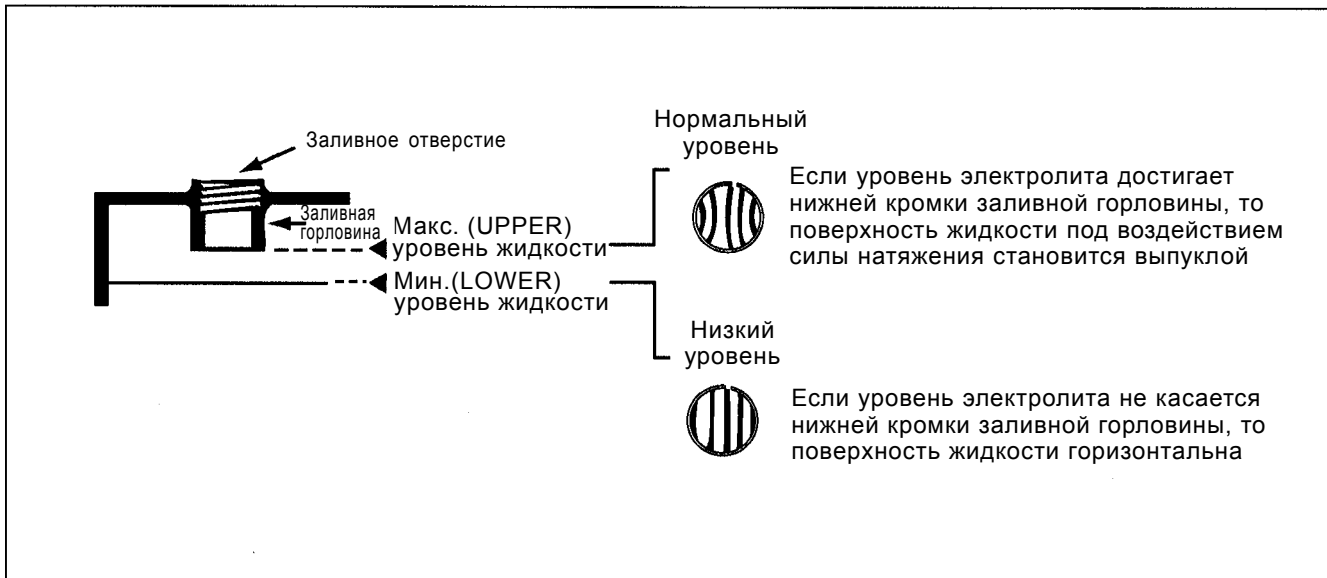 Заливное отверстие
Заливная
горловина
Макс. (UPPER)
уровень жидкости
Мин.(LOWER)
уровень жидкости
Нормальный
уровень
Если уровень электролита достигает
нижней кромки заливной горловины, то
поверхность жидкости под воздействием
силы натяжения становится выпуклой
Низкий
уровень
Если уровень электролита не касается
нижней кромки заливной горловины, то
поверхность жидкости горизонтальна